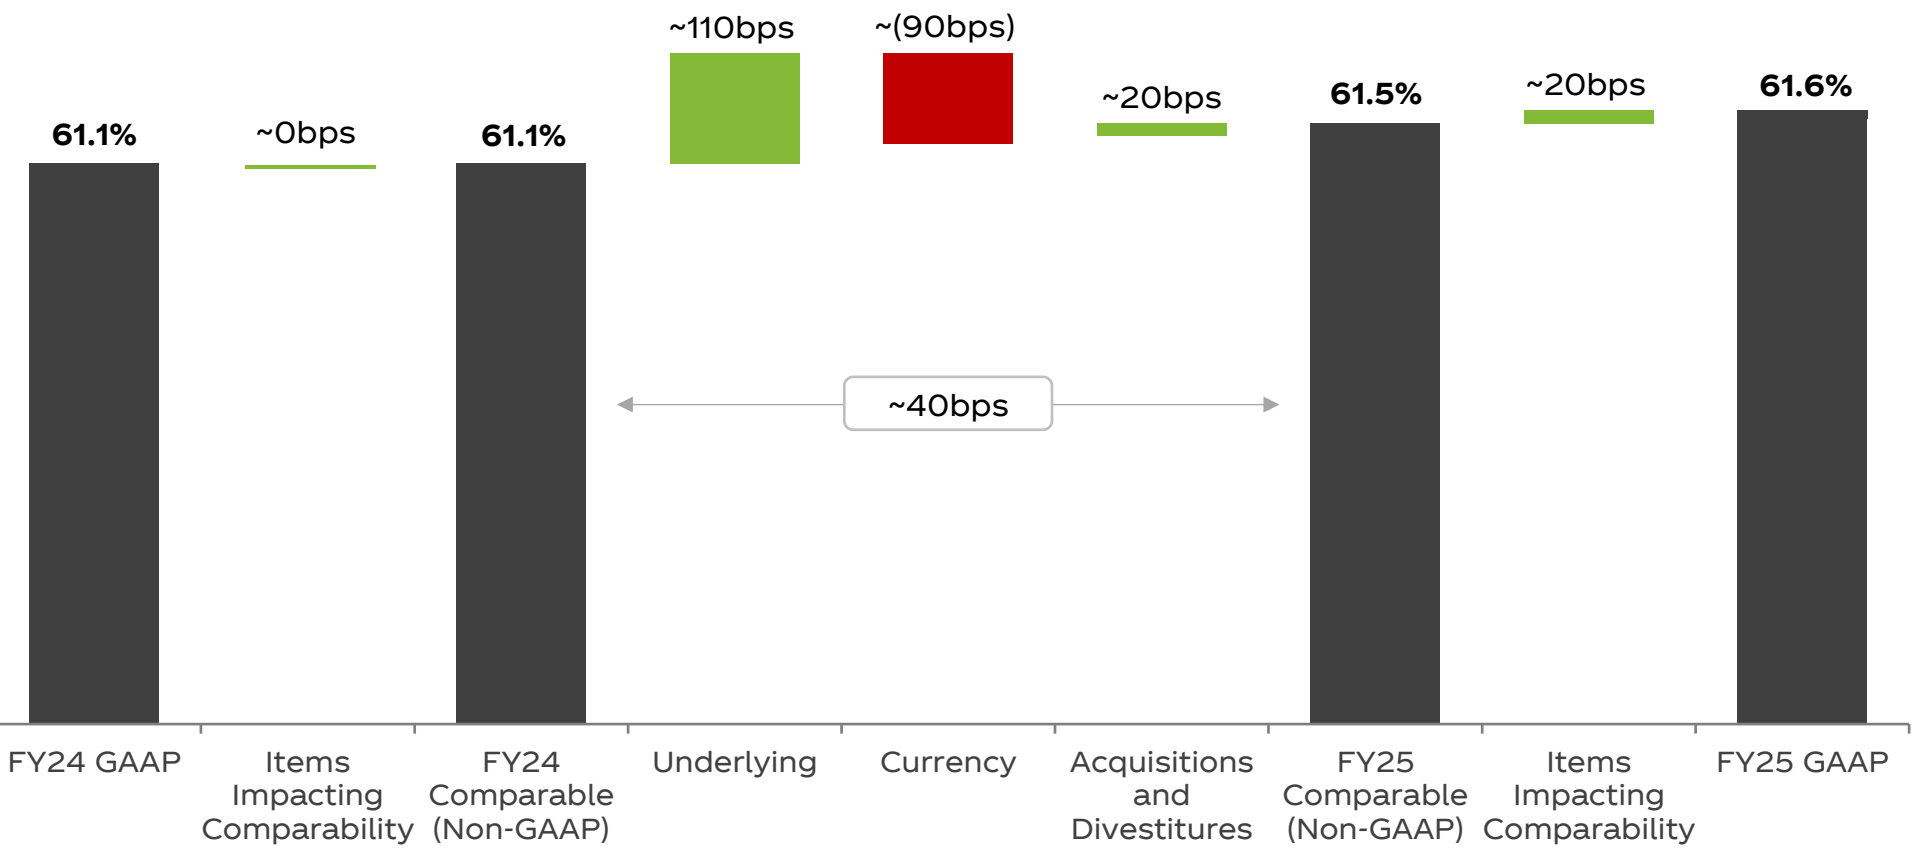 ~110bps
~(90bps)
~20bps
61.5%
~20bps
61.6%
61.1%
~0bps
61.1%
~40bps
FY24 GAAP
Items
Impacting
Comparability
FY24
Comparable
(Non-GAAP)
Underlying
Currency
Acquisitions
and
Divestitures
FY25
Comparable
(Non-GAAP)
Items
Impacting
Comparability
FY25 GAAP